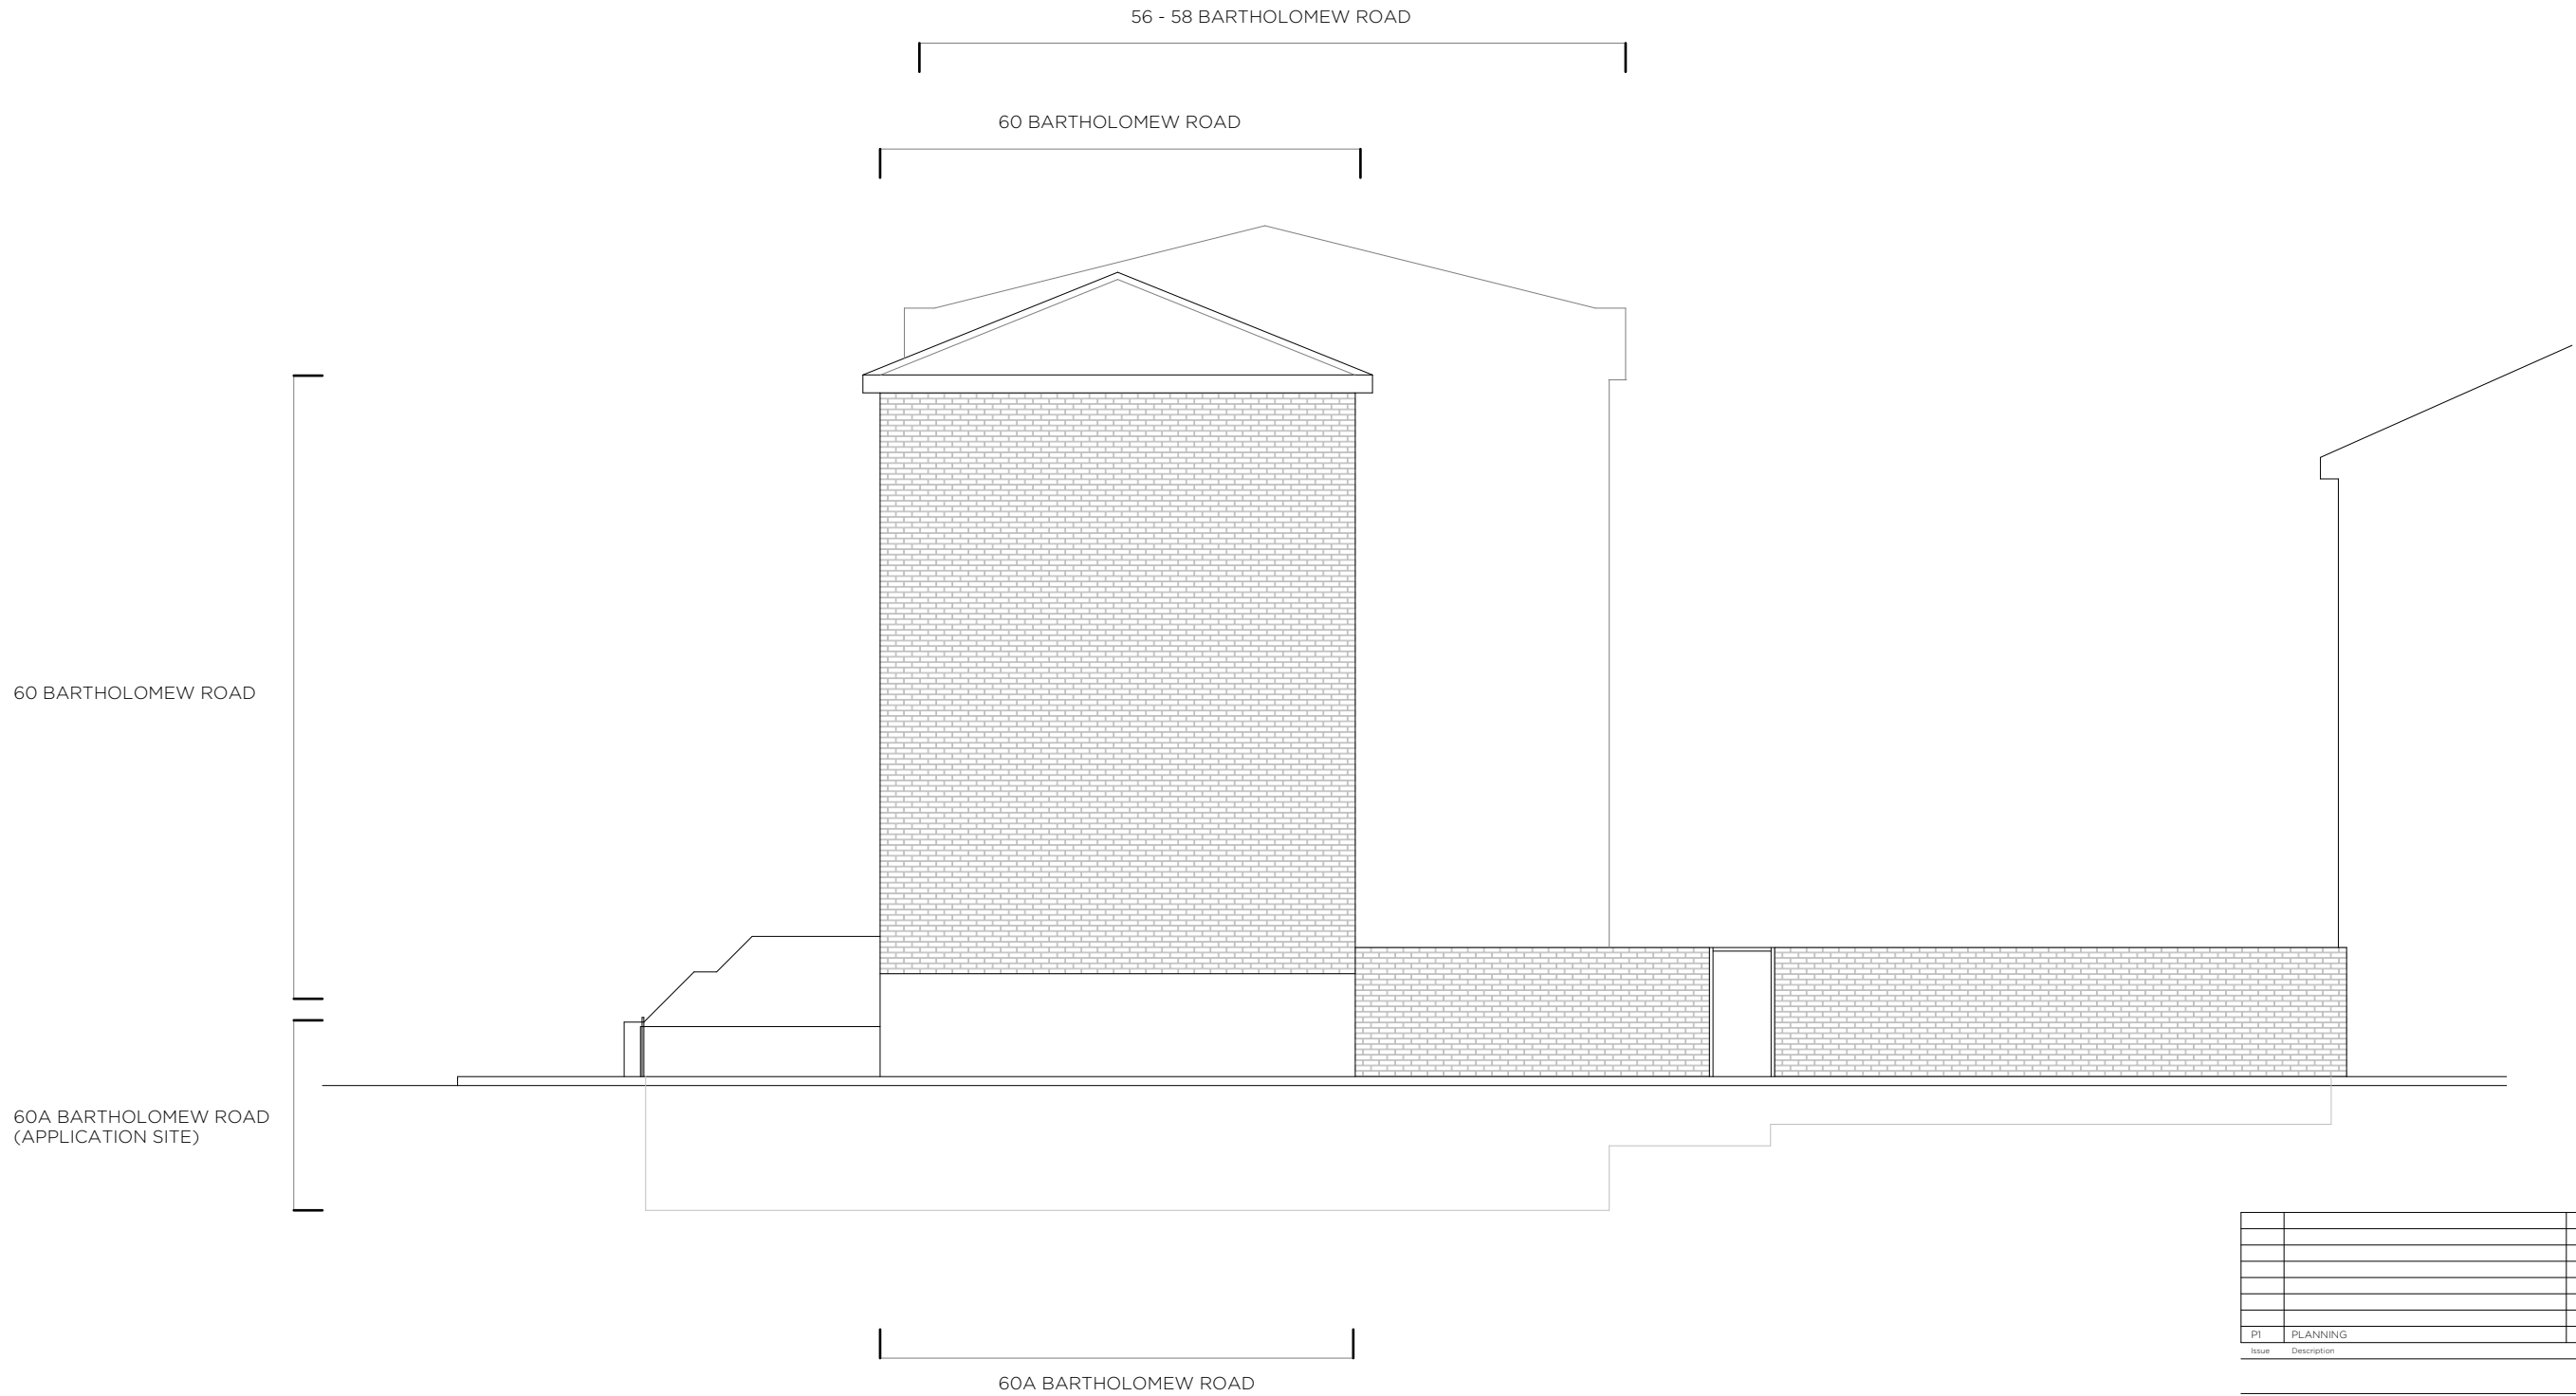 56 - 58 BARTHOLOMEW ROAD
60 BARTHOLOMEW ROAD
60 BARTHOLOMEW ROAD
60A BARTHOLOMEW ROAD
(APPLICATION SITE)
60A BARTHOLOMEW ROAD
P1 PLANNING
Issue Description